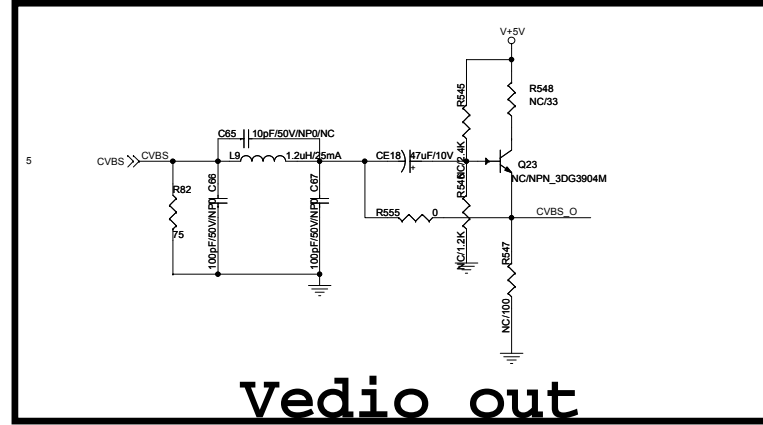 V+5V
R548
NC/33
R545
NC/2.4K
C65 10pF/50V/NP0/NC
5
CVBS CVBS
L9 1.2uH/25mA
CE18 47uF/10V
Q23
NC/NPN_3DG3904M
R82
75
C66
100pF/50V/NP0
C67
100pF/50V/NP0
R546
NC/1.2K
R555 0
CVBS_O
R547
NC/100
Vedio out